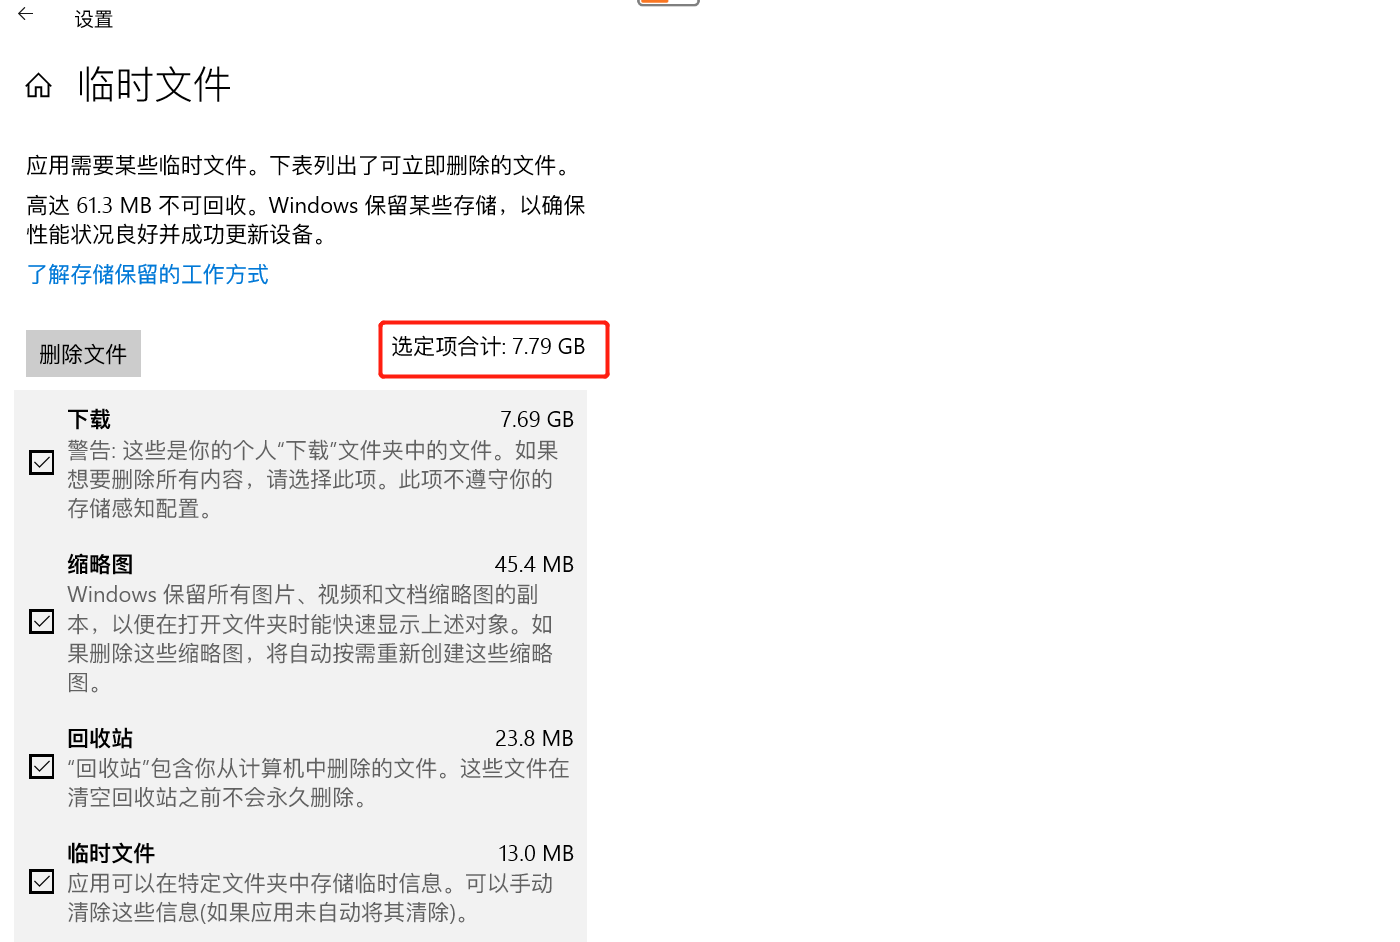 设置
临时文件
应用需要某些临时文件。下表列出了可立即删除的文件。
高达 61.3 MB 不可回收。Windows 保留某些存储，以确保
性能状况良好并成功更新设备。
了解存储保留的工作方式
删除文件
选定项合计: 7.79 GB
下载 7.69 GB
警告: 这些是你的个人“下载”文件夹中的文件。如果
想要删除所有内容，请选择此项。此项不遵守你的
存储感知配置。
缩略图 45.4 MB
Windows 保留所有图片、视频和文档缩略图的副
本，以便在打开文件夹时能快速显示上述对象。如
果删除这些缩略图，将自动按需重新创建这些缩略
图。
回收站 23.8 MB
“回收站”包含你从计算机中删除的文件。这些文件在
清空回收站之前不会永久删除。
临时文件 13.0 MB
应用可以在特定文件夹中存储临时信息。可以手动
清除这些信息(如果应用未自动将其清除)。